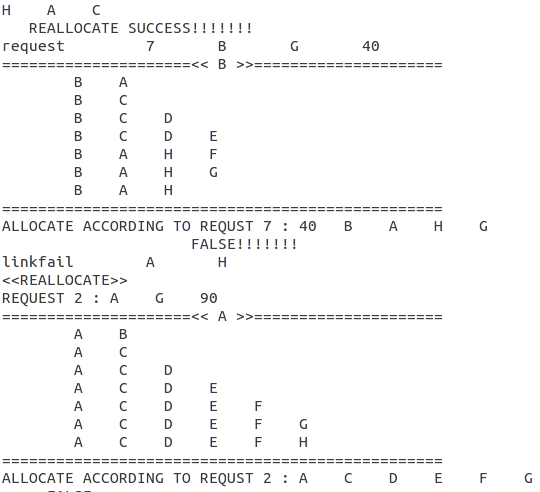 H    A    C
   REALLOCATE SUCCESS!!!!!!!
request         7       B       G       40
=====================<< B >>=====================
        B    A
        B    C
        B    C    D
        B    C    D    E
        B    A    H    F
        B    A    H    G
        B    A    H
=================================================
ALLOCATE ACCORDING TO REQUST 7 : 40   B    A    H    G
                     FALSE!!!!!!!
linkfail        A       H
<<REALLOCATE>>
REQUEST 2 : A    G    90
=====================<< A >>=====================
        A    B
        A    C
        A    C    D
        A    C    D    E
        A    C    D    E    F
        A    C    D    E    F    G
        A    C    D    E    F    H
=================================================
ALLOCATE ACCORDING TO REQUST 2 : A    C    D    E    F    G